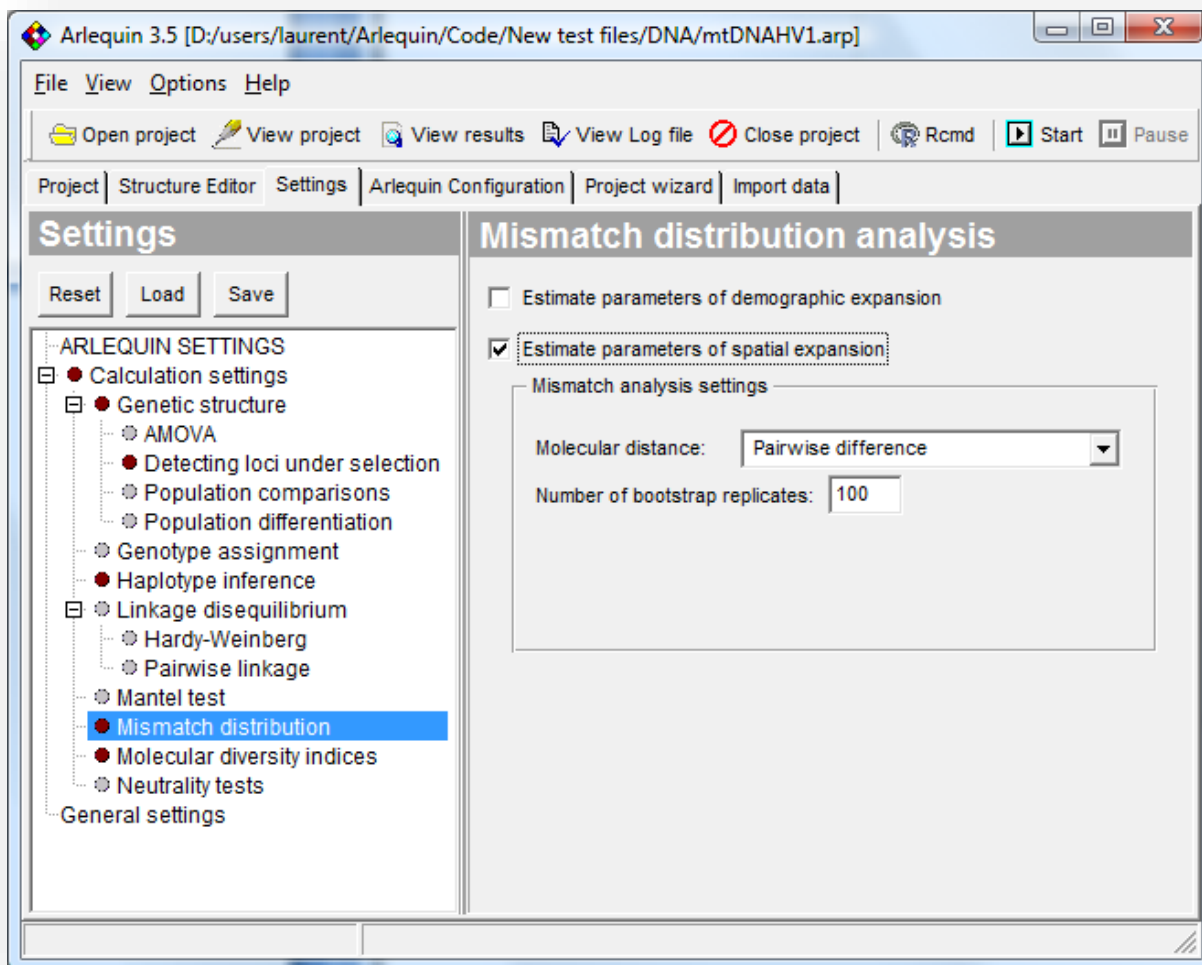 Arlequin 3.5 [D:/users/laurent/Arlequin/Code/New test files/DNA/mtDNAHV1.arp]
File View Options Help
Open project View project View results View Log file Close project Rcmd Start Pause
Project Structure Editor Settings Arlequin Configuration Project wizard Import data
Settings
Reset Load Save
ARLEQUIN SETTINGS
Calculation settings
Genetic structure
AMOVA
Detecting loci under selection
Population comparisons
Population differentiation
Genotype assignment
Haplotype inference
Linkage disequilibrium
Hardy-Weinberg
Pairwise linkage
Mantel test
Mismatch distribution
Molecular diversity indices
Neutrality tests
General settings
Mismatch distribution analysis
Estimate parameters of demographic expansion
Estimate parameters of spatial expansion
Mismatch analysis settings
Molecular distance: Pairwise difference
Number of bootstrap replicates: 100